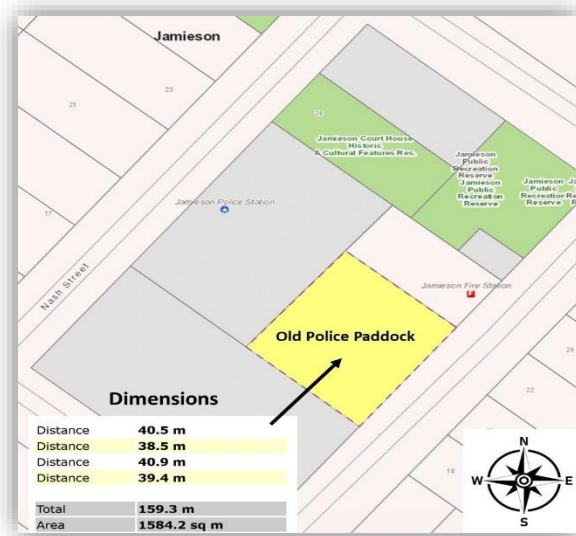 Jamieson
21
23
17
24
Jamieson Court House
Historic
& Cultural Features Res.
Jamieson
Public
Recreation
Reserve
Jamieson
Public
Recreation
Reserve
Jamieson
Public
Recreation
Reserve
Jamieson Police Station
Nash Street
Jamieson Fire Station
Old Police Paddock
24
22
18
Dimensions
Distance 40.5 m
Distance 38.5 m
Distance 40.9 m
Distance 39.4 m
Total 159.3 m
Area 1584.2 sq m
N
W E
S